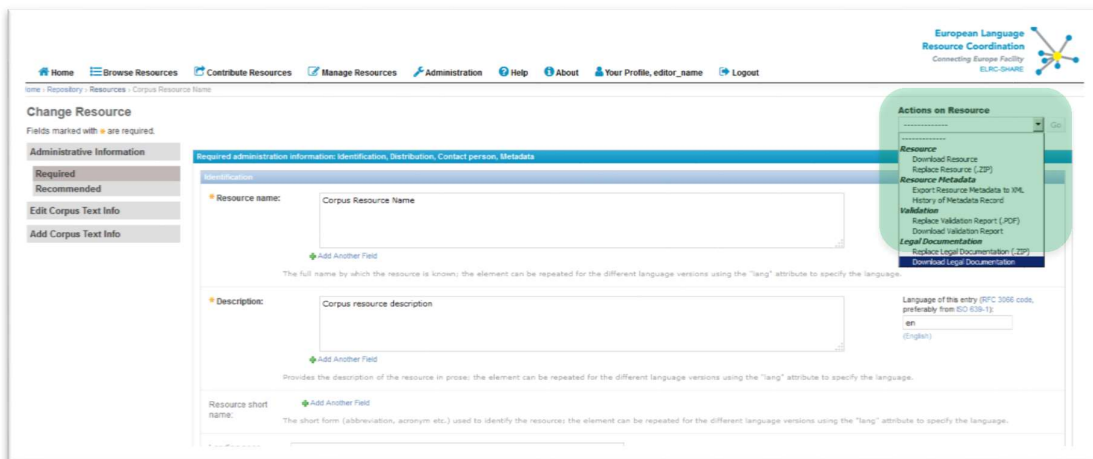 European Language
Resource Coordination
Connecting Europe Facility
ELRC-SHARE
Home Browse Resources Contribute Resources Manage Resources Administration Help About Your Profile, editor_name Logout
Home › Repository › Resources › Corpus Resource Name
Change Resource
Fields marked with * are required.
Actions on Resource
------------- Go
-------------
Resource
Download Resource
Replace Resource (.ZIP)
Resource Metadata
Export Resource Metadata to XML
History of Metadata Record
Validation
Replace Validation Report (.PDF)
Download Validation Report
Legal Documentation
Replace Legal Documentation (.ZIP)
Download Legal Documentation
Administrative Information
Required
Recommended
Edit Corpus Text Info
Add Corpus Text Info
Required administration information: Identification, Distribution, Contact person, Metadata
Identification
* Resource name:
Corpus Resource Name
Add Another Field
The full name by which the resource is known; the element can be repeated for the different language versions using the "lang" attribute to specify the language.
* Description:
Corpus resource description
Language of this entry (RFC 3066 code,
preferably from ISO 639-1):
en
(English)
Add Another Field
Provides the description of the resource in prose; the element can be repeated for the different language versions using the "lang" attribute to specify the language.
Resource short
name:
Add Another Field
The short form (abbreviation, acronym etc.) used to identify the resource; the element can be repeated for the different language versions using the "lang" attribute to specify the language.